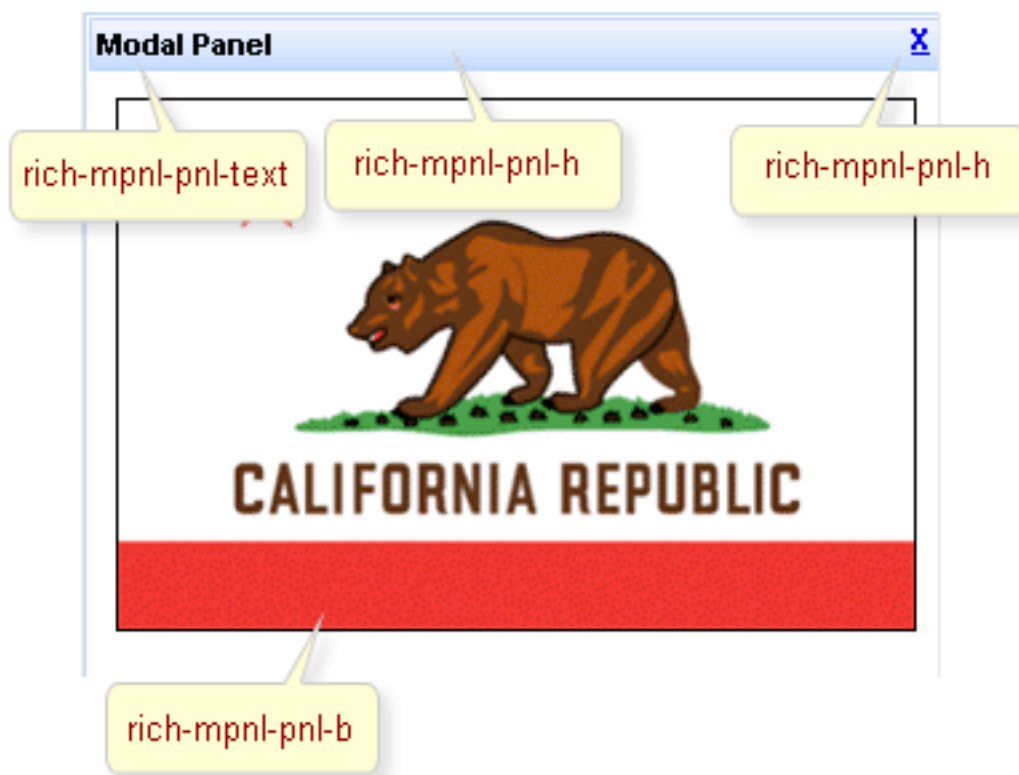 Modal Panel X
rich-mpnl-pnl-text
rich-mpnl-pnl-h
rich-mpnl-pnl-h
CALIFORNIA REPUBLIC
rich-mpnl-pnl-b